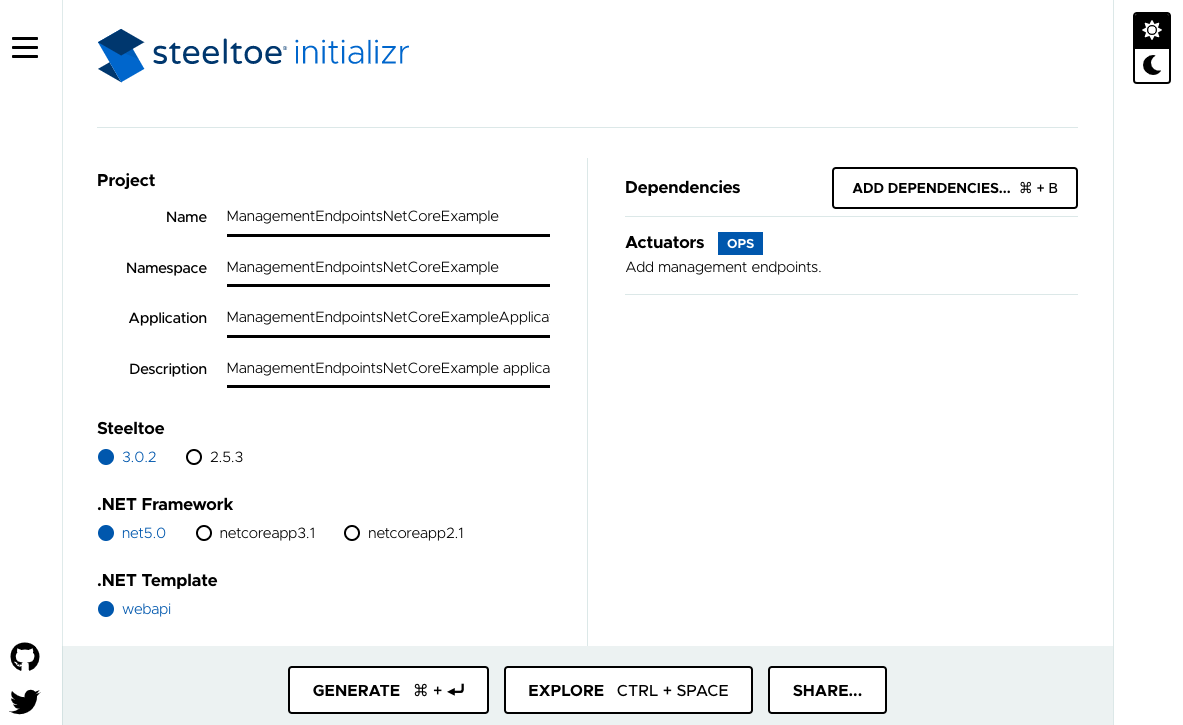 steeltoe® initializr
Project
Name ManagementEndpointsNetCoreExample
Namespace ManagementEndpointsNetCoreExample
Application ManagementEndpointsNetCoreExampleApplica
Description ManagementEndpointsNetCoreExample applica
Steeltoe
3.0.2 2.5.3
.NET Framework
net5.0 netcoreapp3.1 netcoreapp2.1
.NET Template
webapi
Dependencies ADD DEPENDENCIES... ⌘ + B
Actuators OPS
Add management endpoints.
GENERATE ⌘ + ⏎ EXPLORE CTRL + SPACE SHARE...